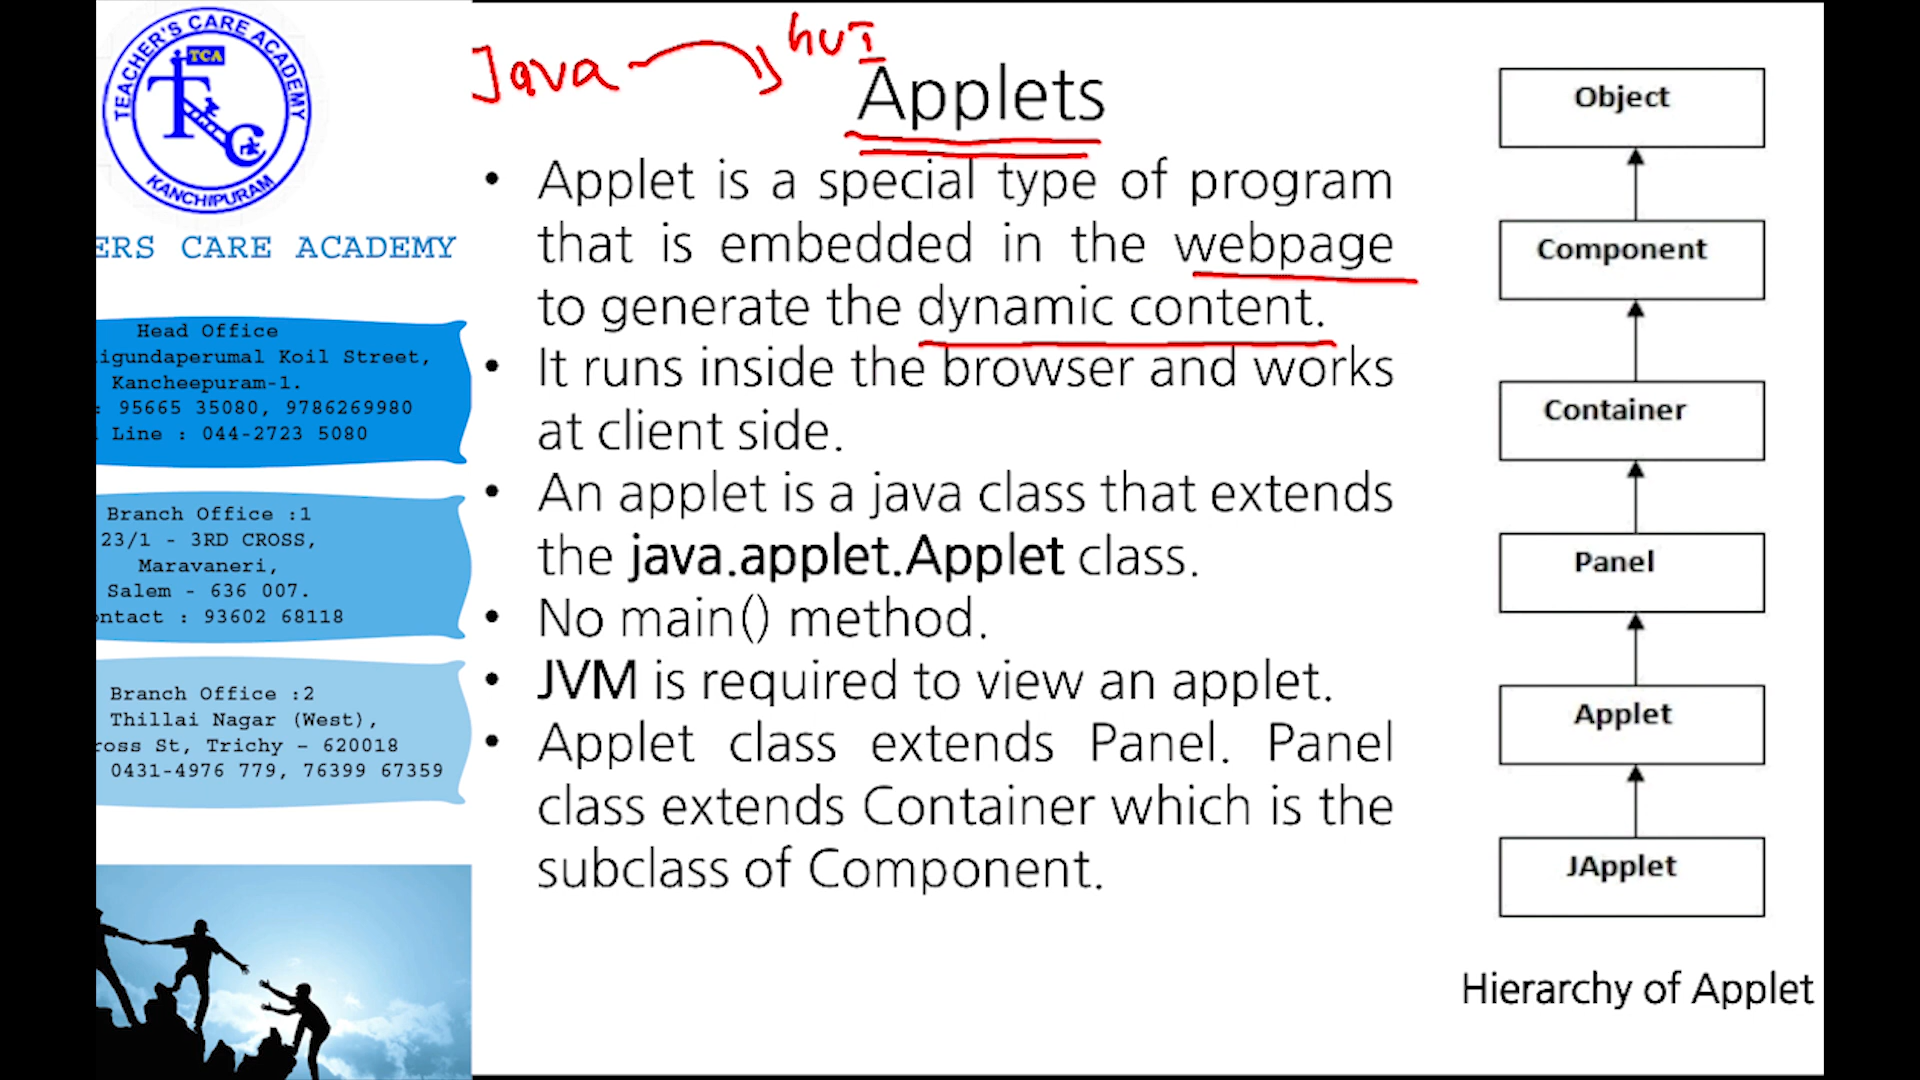 TEACHER'S CARE ACADEMY
TCA
KANCHIPURAM
ERS CARE ACADEMY
Head Office
igundaperumal Koil Street,
Kancheepuram-1.
: 95665 35080, 9786269980
Line : 044-2723 5080
Branch Office :1
23/1 - 3RD CROSS,
Maravaneri,
Salem - 636 007.
ontact : 93602 68118
Branch Office :2
Thillai Nagar (West),
ross St, Trichy – 620018
0431-4976 779, 76399 67359
Java
Applets
• Applet is a special type of program
that is embedded in the webpage
to generate the dynamic content.
• It runs inside the browser and works
at client side.
• An applet is a java class that extends
the java.applet.Applet class.
• No main() method.
• JVM is required to view an applet.
• Applet class extends Panel. Panel
class extends Container which is the
subclass of Component.
Object
Component
Container
Panel
Applet
JApplet
Hierarchy of Applet